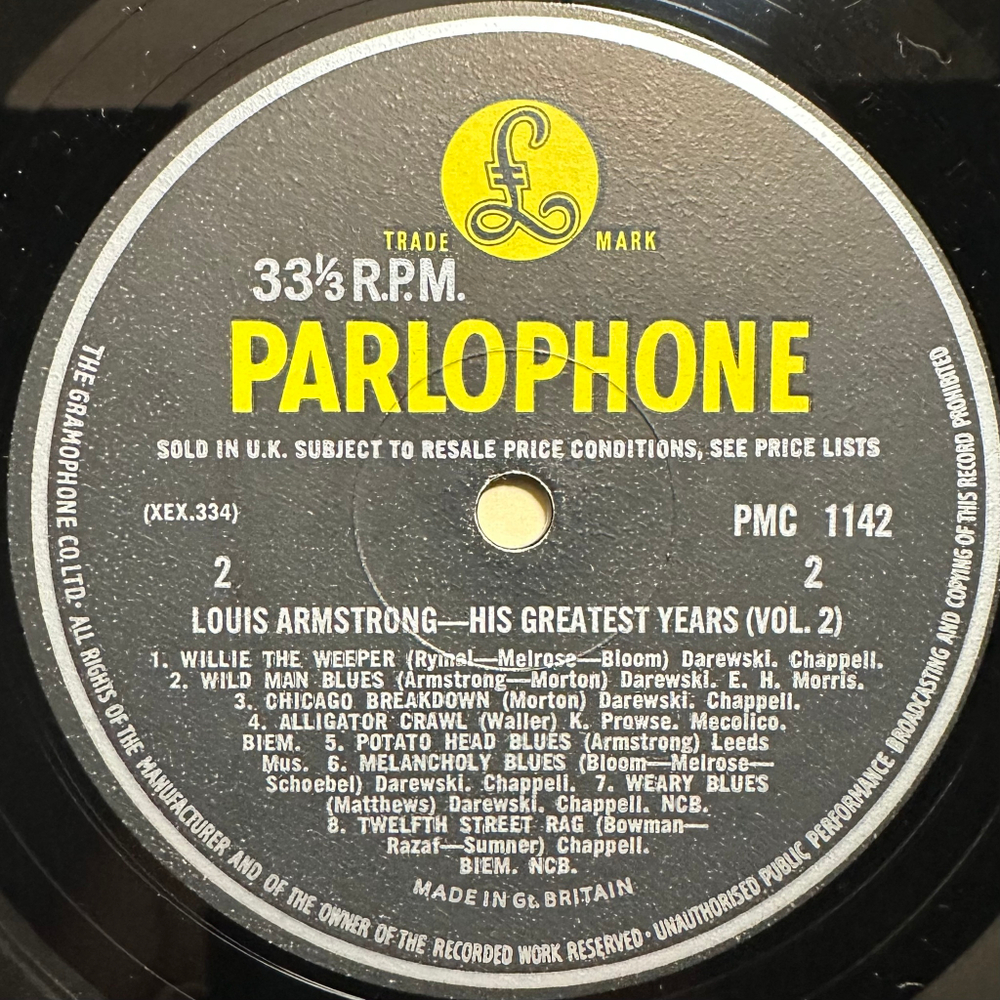 £
TRADE MARK
33⅓ R.P.M.
PARLOPHONE
SOLD IN U.K. SUBJECT TO RESALE PRICE CONDITIONS, SEE PRICE LISTS
(XEX.334)
PMC 1142
2
2
LOUIS ARMSTRONG—HIS GREATEST YEARS (VOL. 2)
1. WILLIE THE WEEPER (Rymal—Melrose—Bloom) Darewski. Chappell.
2. WILD MAN BLUES (Armstrong—Morton) Darewski. E. H. Morris.
3. CHICAGO BREAKDOWN (Morton) Darewski. Chappell.
4. ALLIGATOR CRAWL (Waller) K. Prowse. Mecolico.
BIEM. 5. POTATO HEAD BLUES (Armstrong) Leeds
Mus. 6. MELANCHOLY BLUES (Bloom—Melrose—
Schoebel) Darewski. Chappell. 7. WEARY BLUES
(Matthews) Darewski. Chappell. NCB.
8. TWELFTH STREET RAG (Bowman—
Razaf—Sumner) Chappell.
BIEM. NCB.
MADE IN Gt. BRITAIN
THE GRAMOPHONE CO. LTD. · ALL RIGHTS OF THE MANUFACTURER AND OF THE OWNER OF THE RECORDED WORK RESERVED · UNAUTHORISED PUBLIC PERFORMANCE BROADCASTING AND COPYING OF THIS RECORD PROHIBITED